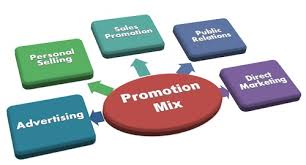 Sales
Promotion
Public
Relations
Personal
Selling
Direct
Marketing
Advertising
Promotion
Mix